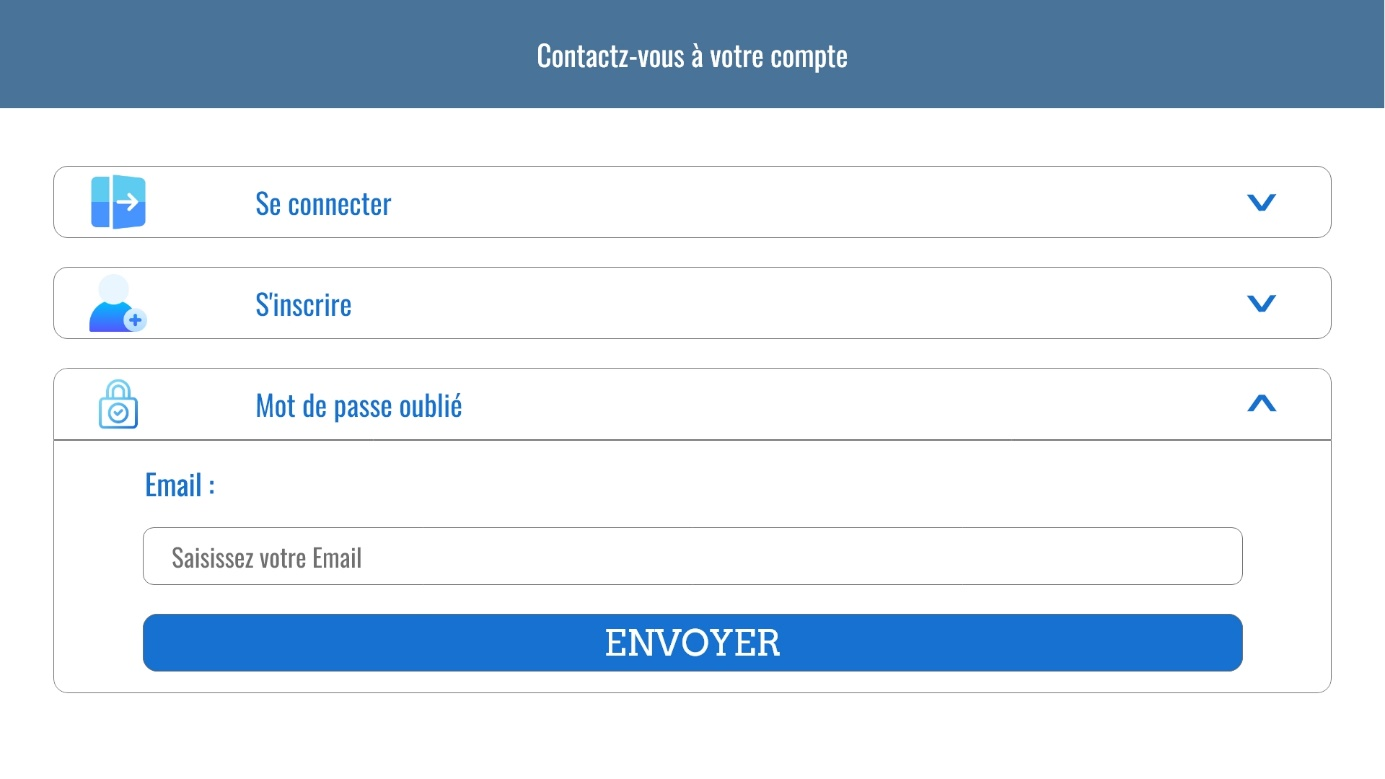 Contactz-vous à votre compte
Se connecter
S'inscrire
Mot de passe oublié
Email :
Saisissez votre Email
ENVOYER